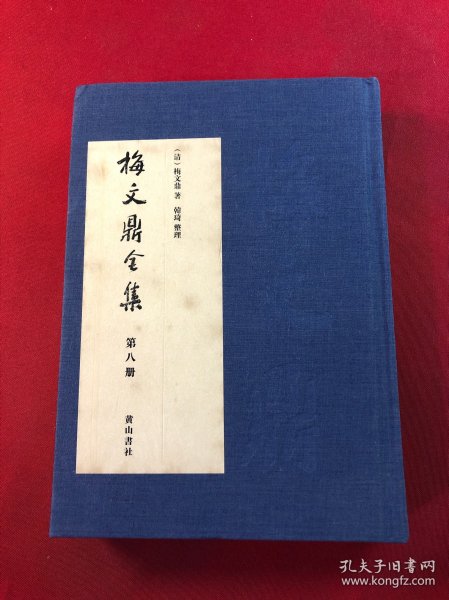 （清）梅文鼎 著　韓琦 整理
梅文鼎全集
第八册
黄山書社
孔夫子旧書网
www.kongfz.com